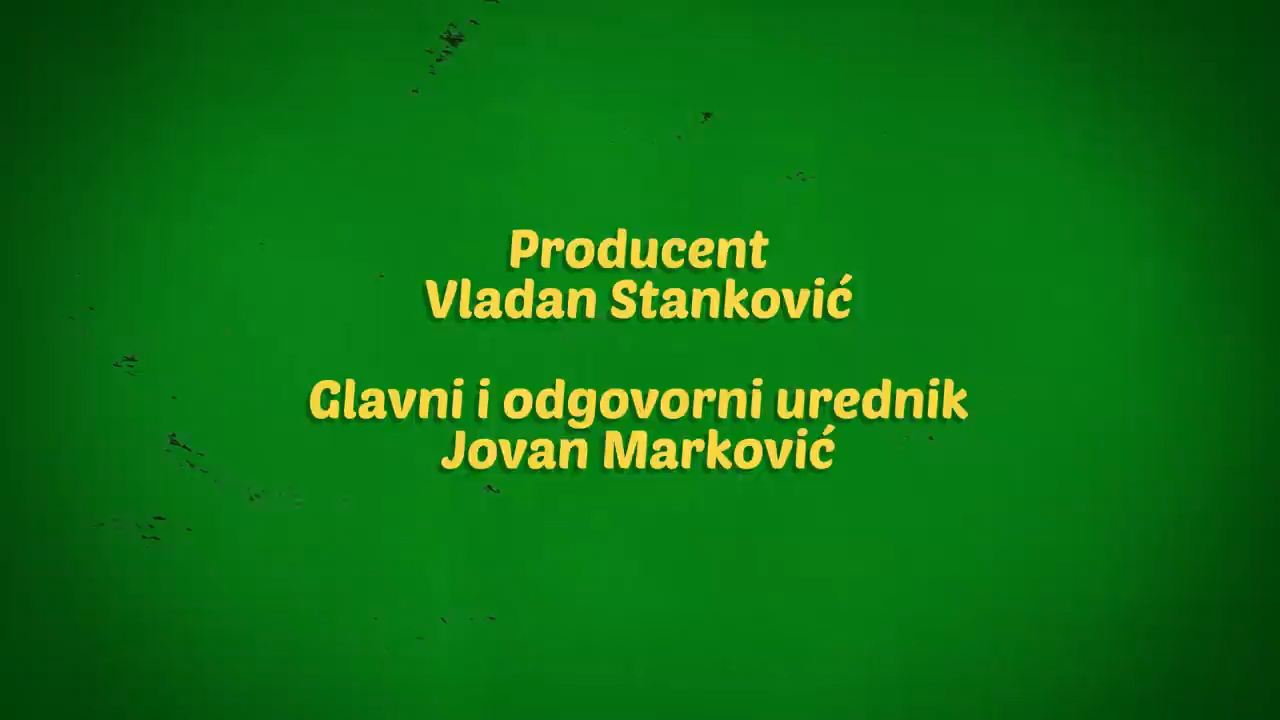 Producent
Vladan Stanković
Glavni i odgovorni urednik
Jovan Marković